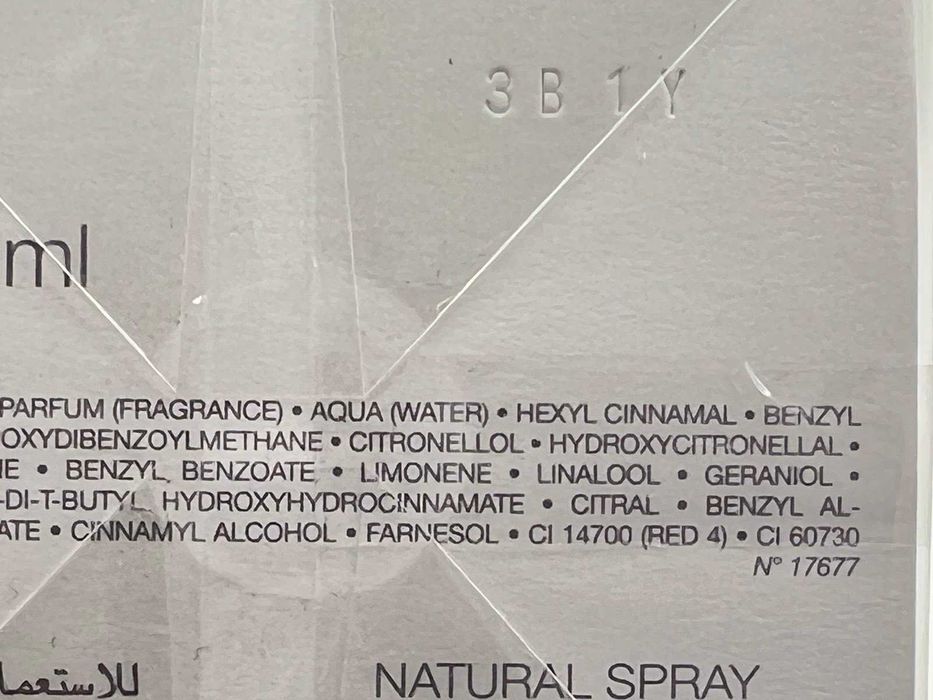 3 B 1 Y
ml
PARFUM (FRAGRANCE) • AQUA (WATER) • HEXYL CINNAMAL • BENZYL
OXYDIBENZOYLMETHANE • CITRONELLOL • HYDROXYCITRONELLAL •
IE • BENZYL BENZOATE • LIMONENE • LINALOOL • GERANIOL •
-DI-T-BUTYL HYDROXYHYDROCINNAMATE • CITRAL • BENZYL AL-
ATE • CINNAMYL ALCOHOL • FARNESOL • CI 14700 (RED 4) • CI 60730
N° 17677
NATURAL SPRAY للاستعما